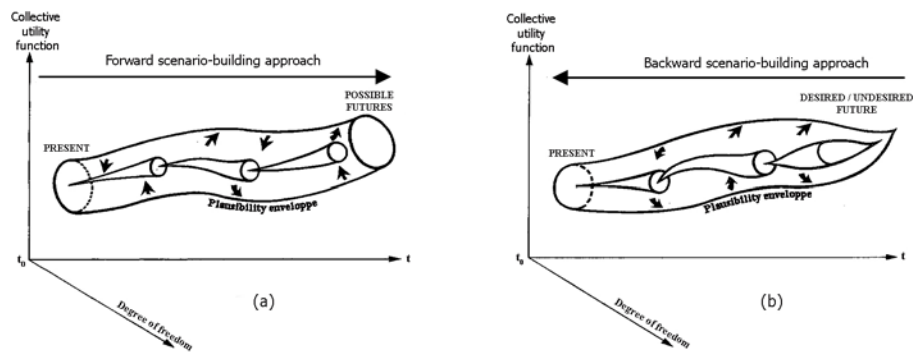 Collective
utility
function
Forward scenario-building approach
POSSIBLE
FUTURES
PRESENT
Plausibility enveloppe
t₀
t
Degree of freedom
(a)
Collective
utility
function
Backward scenario-building approach
DESIRED / UNDESIRED
FUTURE
PRESENT
Plausibility enveloppe
t₀
t
Degree of freedom
(b)